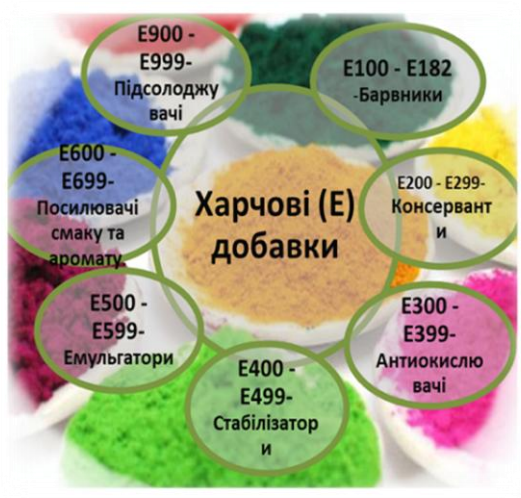 Харчові (Е)
добавки
Е100 - Е182
-Барвники
Е200 - Е299-
Консервант
и
Е300 -
Е399-
Антиокислю
вачі
Е400 -
Е499-
Стабілізатор
и
Е500 -
Е599-
Емульгатори
Е600 -
Е699-
Посилювачі
смаку та
аромату.
Е900 -
Е999-
Підсолоджу
вачі